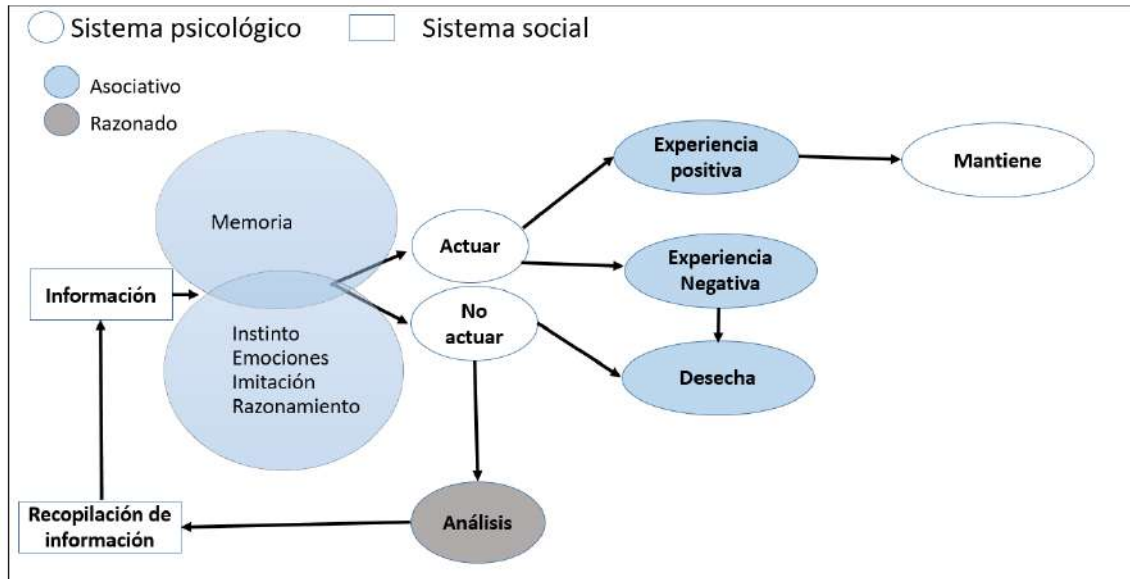 Sistema psicológico
Sistema social
Asociativo
Razonado
Experiencia
positiva
Mantiene
Memoria
Actuar
Experiencia
Negativa
Información
No
actuar
Instinto
Emociones
Imitación
Razonamiento
Desecha
Recopilación de
información
Análisis